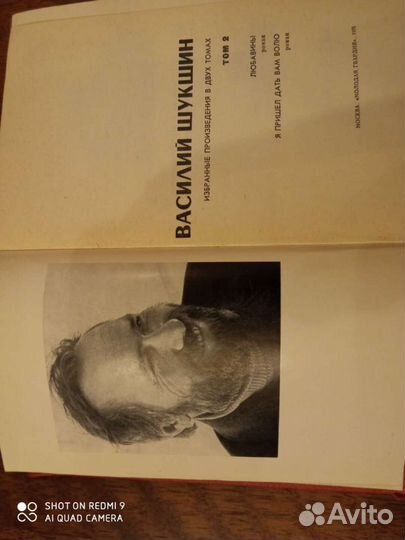 ВАСИЛИЙ ШУКШИН
ИЗБРАННЫЕ ПРОИЗВЕДЕНИЯ В ДВУХ ТОМАХ
ТОМ 2
ЛЮБАВИНЫ
роман
Я ПРИШЕЛ ДАТЬ ВАМ ВОЛЮ
роман
МОСКВА «МОЛОДАЯ ГВАРДИЯ»
SHOT ON REDMI 9
AI QUAD CAMERA
Avito